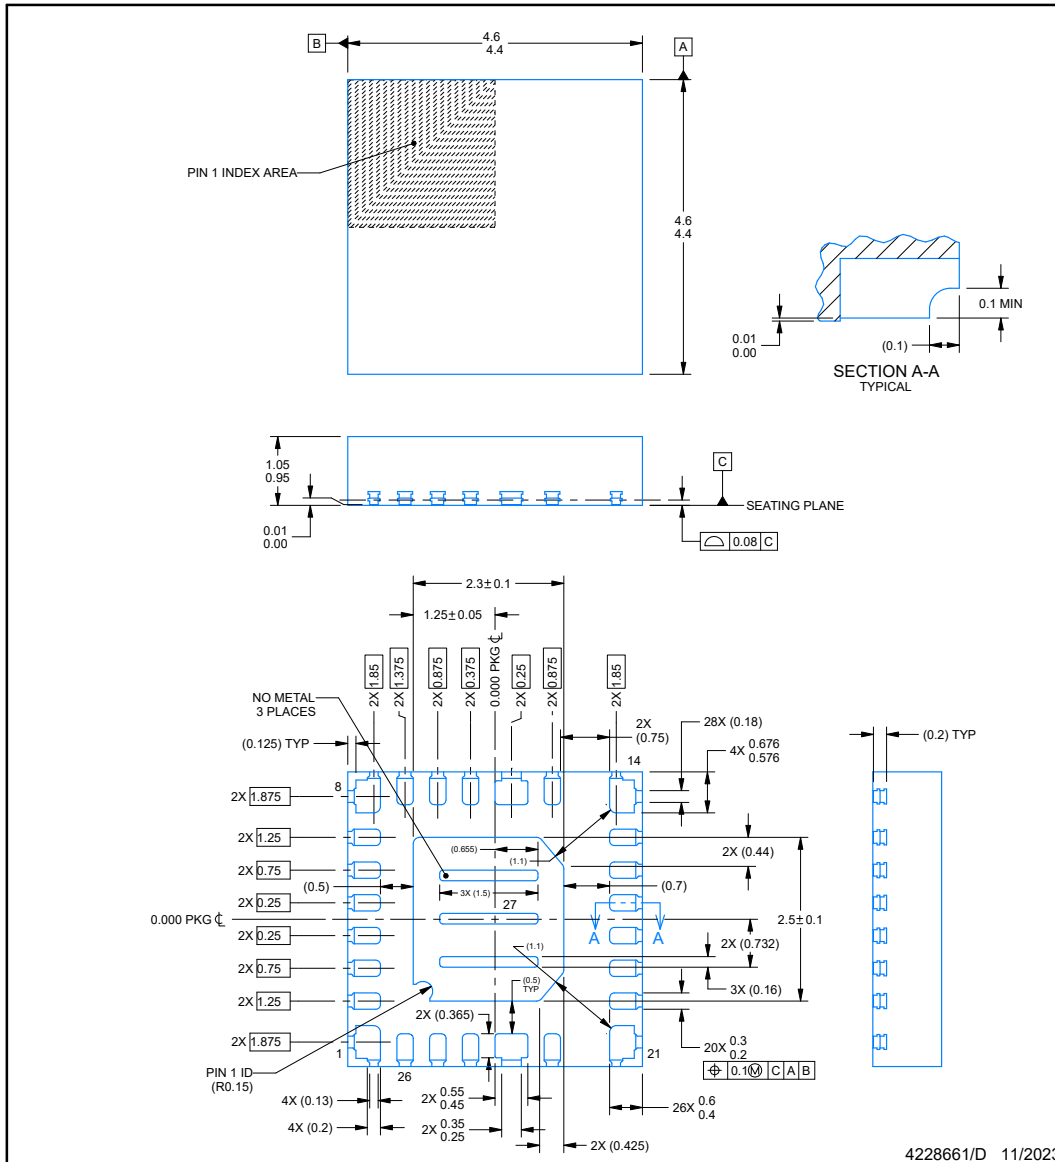 B
4.6
4.4
A
PIN 1 INDEX AREA
4.6
4.4
0.1 MIN
0.01
0.00
(0.1)
SECTION A-A
TYPICAL
1.05
0.95
C
SEATING PLANE
0.01
0.00
0.08 C
2.3±0.1
1.25±0.05
2X 1.85
2X 1.375
2X 0.875
2X 0.375
0.000 PKG ℄
2X 0.25
2X 0.875
2X 1.85
NO METAL
3 PLACES
2X
(0.75)
28X (0.18)
(0.125) TYP
4X 0.676
0.576
(0.2) TYP
14
8
2X 1.875
2X 1.25
(0.655)
(1.1)
2X (0.44)
2X 0.75
(0.5)
3X (1.5)
(0.7)
2X 0.25
27
0.000 PKG ℄
2.5±0.1
2X 0.25
A
A
2X (0.732)
(1.1)
2X 0.75
(0.5)
TYP
3X (0.16)
2X 1.25
2X (0.365)
2X 1.875
20X 0.3
0.2
1
21
26
⌖ 0.1Ⓜ C A B
PIN 1 ID
(R0.15)
4X (0.13)
2X 0.55
0.45
26X 0.6
0.4
4X (0.2)
2X 0.35
0.25
2X (0.425)
4228661/D 11/2023